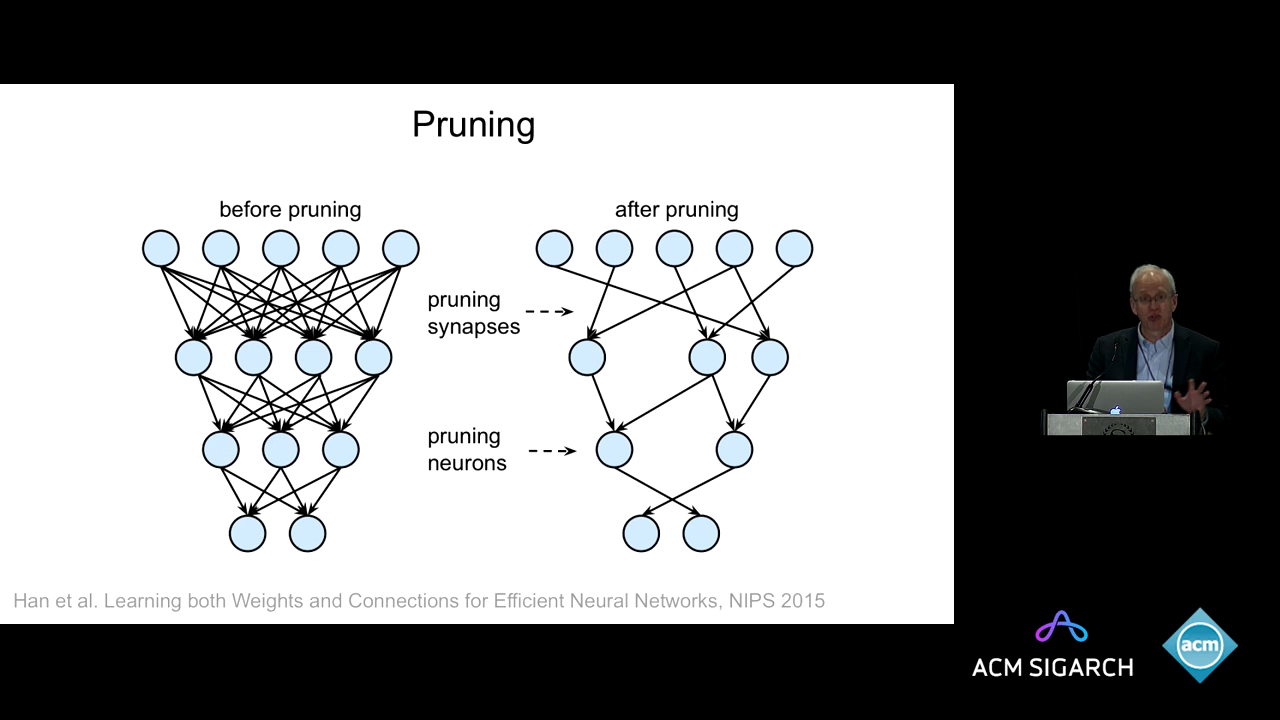 Pruning
before pruning
after pruning
pruning
synapses
pruning
neurons
Han et al. Learning both Weights and Connections for Efficient Neural Networks, NIPS 2015
ACM SIGARCH
acm